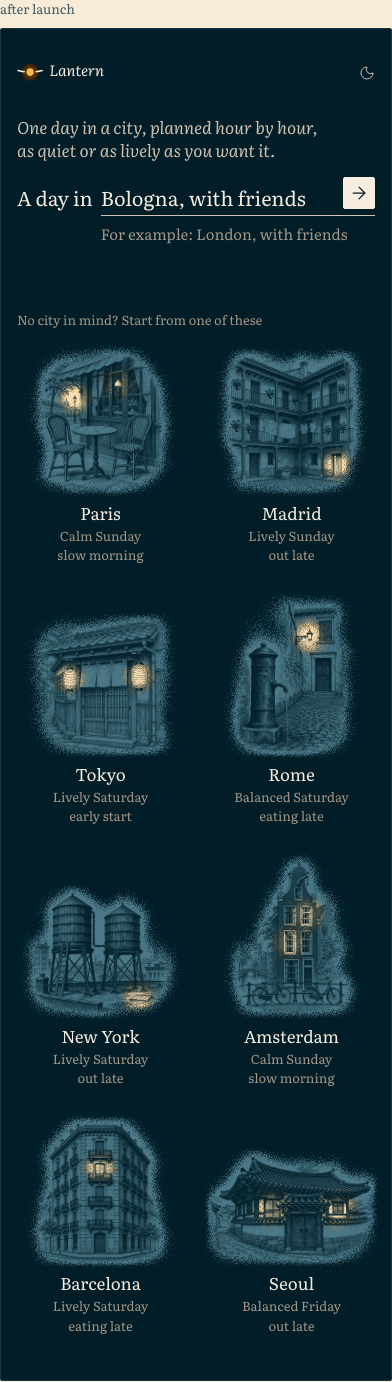 after launch
Lantern
One day in a city, planned hour by hour,
as quiet or as lively as you want it.
A day in Bologna, with friends
For example: London, with friends
No city in mind? Start from one of these
Paris
Calm Sunday
slow morning
Madrid
Lively Sunday
out late
Tokyo
Lively Saturday
early start
Rome
Balanced Saturday
eating late
New York
Lively Saturday
out late
Amsterdam
Calm Sunday
slow morning
Barcelona
Lively Saturday
eating late
Seoul
Balanced Friday
out late